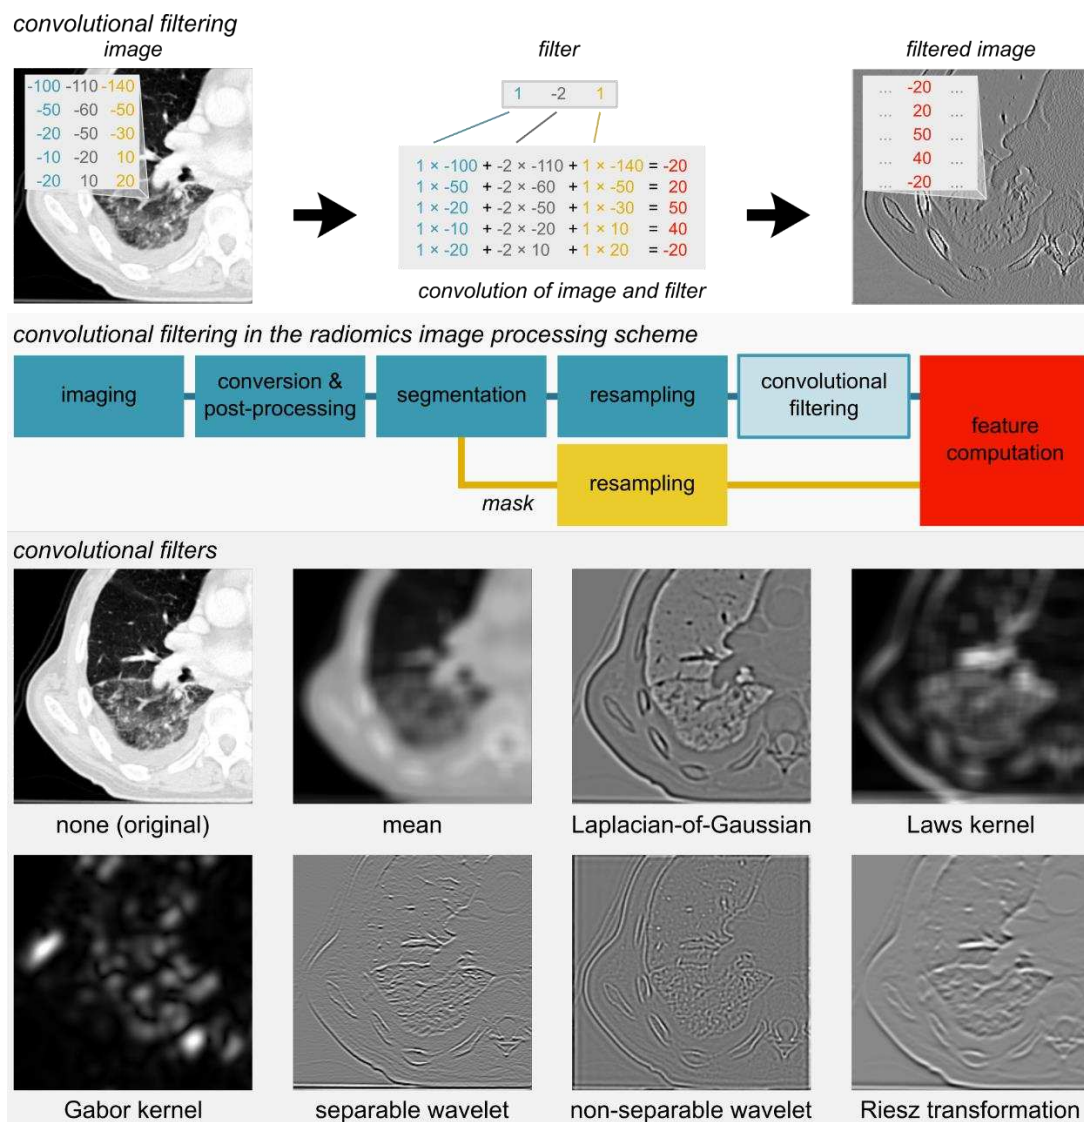 convolutional filtering
image
filter
filtered image
-100 -110 -140
-50 -60 -50
-20 -50 -30
-10 -20 10
-20 10 20
1 -2 1
1 × -100 + -2 × -110 + 1 × -140 = -20
1 × -50 + -2 × -60 + 1 × -50 = 20
1 × -20 + -2 × -50 + 1 × -30 = 50
1 × -10 + -2 × -20 + 1 × 10 = 40
1 × -20 + -2 × 10 + 1 × 20 = -20
convolution of image and filter
... -20 ...
... 20 ...
... 50 ...
... 40 ...
... -20 ...
convolutional filtering in the radiomics image processing scheme
imaging
conversion &
post-processing
segmentation
resampling
convolutional
filtering
feature
computation
mask
resampling
convolutional filters
none (original)
mean
Laplacian-of-Gaussian
Laws kernel
Gabor kernel
separable wavelet
non-separable wavelet
Riesz transformation